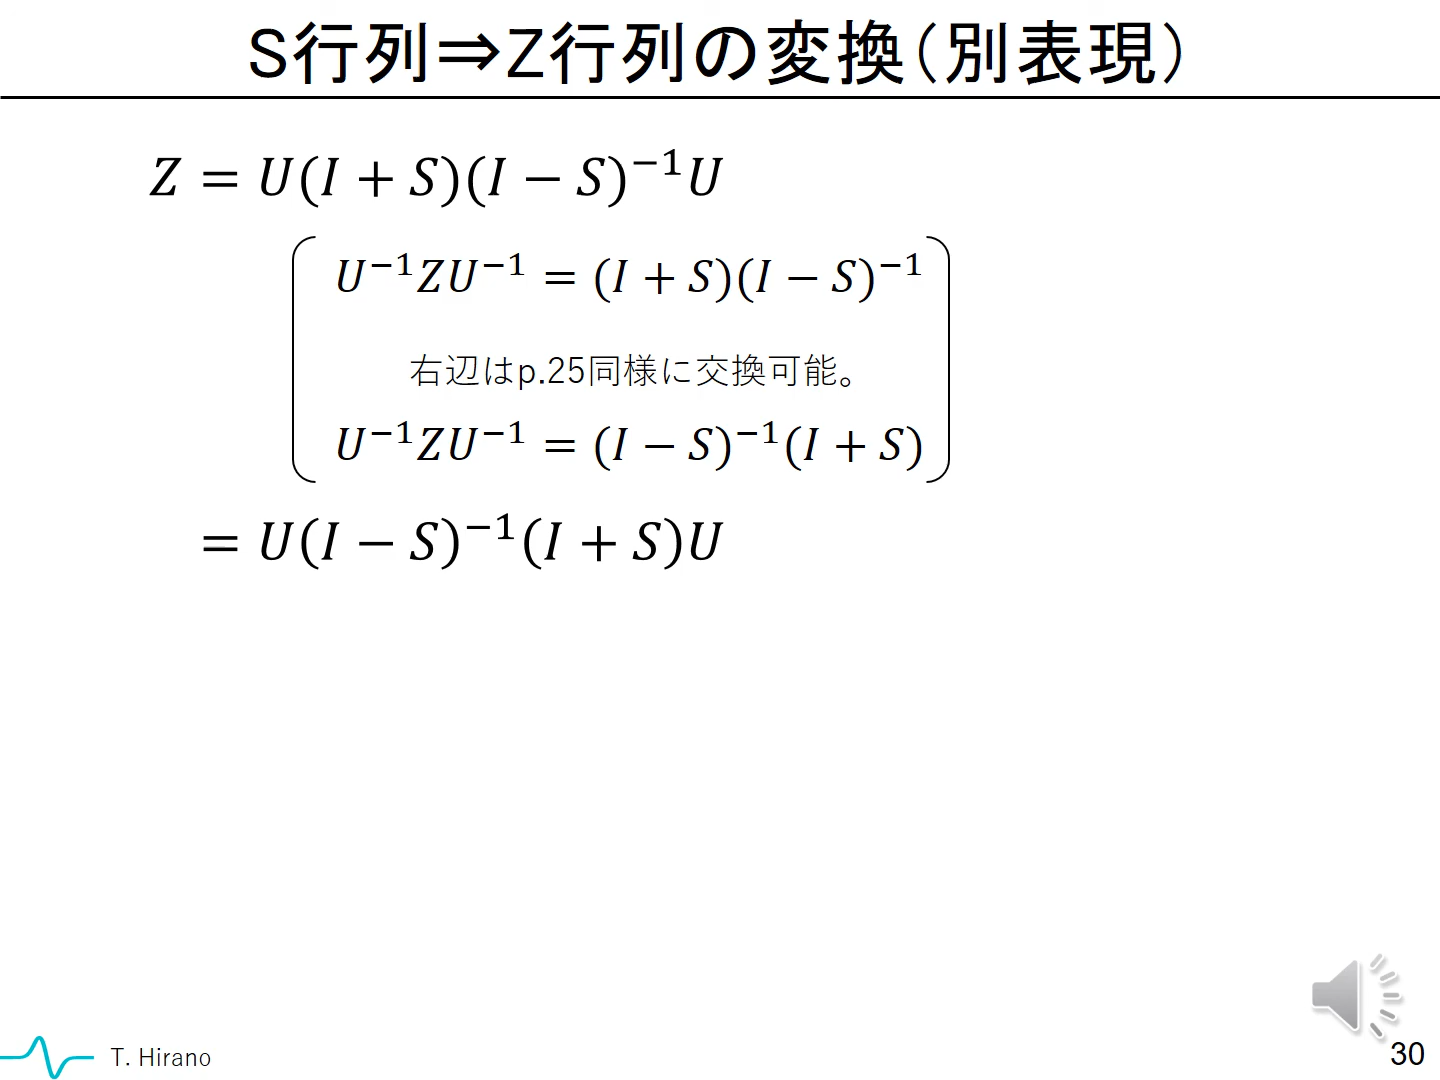 S行列⇒Z行列の変換（別表現）
Z = U(I + S)(I − S)⁻¹U
U⁻¹ZU⁻¹ = (I + S)(I − S)⁻¹
右辺はp.25同様に交換可能。
U⁻¹ZU⁻¹ = (I − S)⁻¹(I + S)
= U(I − S)⁻¹(I + S)U
T. Hirano
30